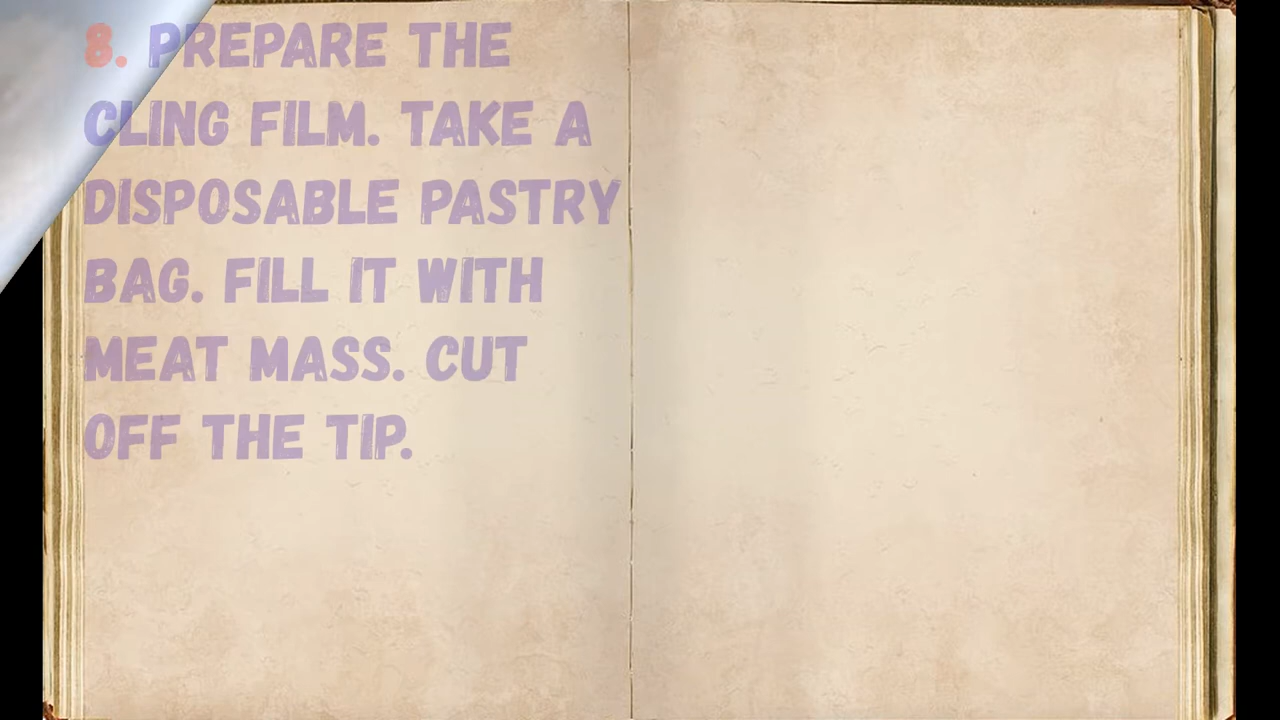 8. PREPARE THE
CLING FILM. TAKE A
DISPOSABLE PASTRY
BAG. FILL IT WITH
MEAT MASS. CUT
OFF THE TIP.